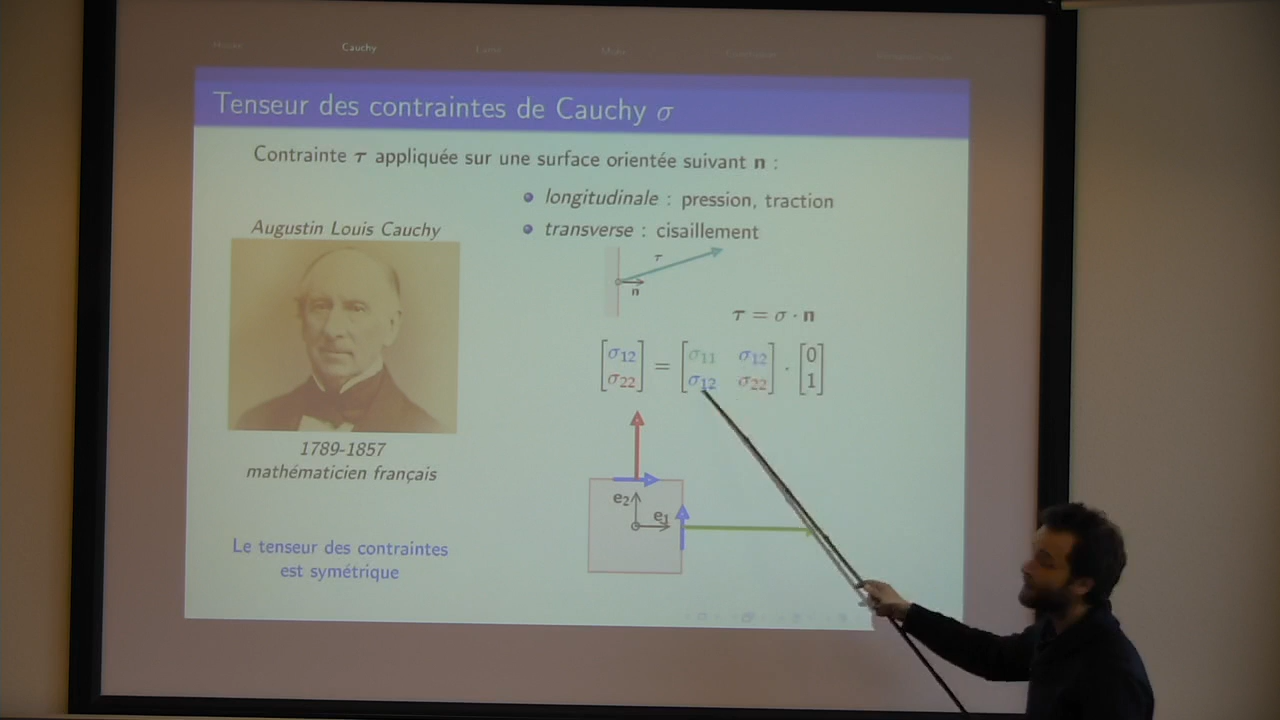 Cauchy
Tenseur des contraintes de Cauchy σ
Contrainte τ appliquée sur une surface orientée suivant n :
longitudinale : pression, traction
transverse : cisaillement
Augustin Louis Cauchy
τ
n
τ = σ · n
[σ12 σ22] = [σ11 σ12 σ12 σ22] · [0 1]
1789-1857
mathématicien français
e2
e1
Le tenseur des contraintes
est symétrique